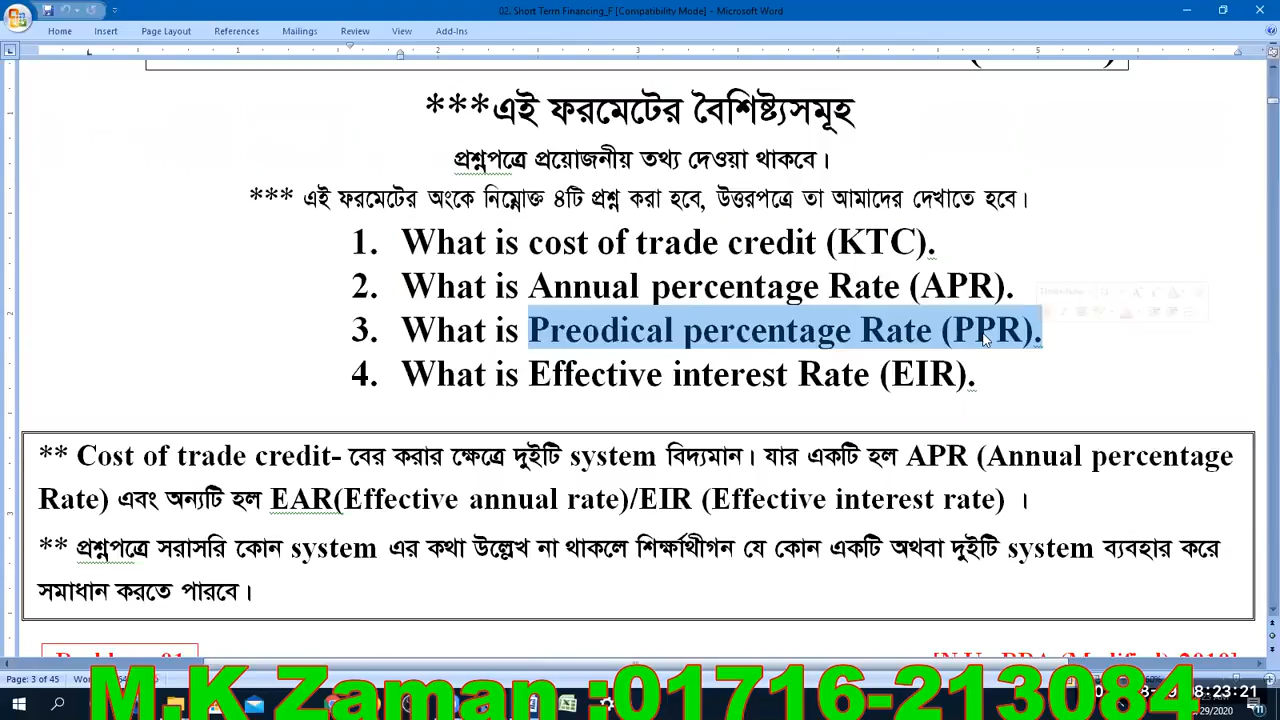 02. Short Term Financing_F [Compatibility Mode] - Microsoft Word
Home Insert Page Layout References Mailings Review View Add-Ins
***এই ফরমেটের বৈশিষ্ট্যসমূহ
প্রশ্নপত্রে প্রয়োজনীয় তথ্য দেওয়া থাকবে।
*** এই ফরমেটের অংকে নিম্নোক্ত ৪টি প্রশ্ন করা হবে, উত্তরপত্রে তা আমাদের দেখাতে হবে।
1. What is cost of trade credit (KTC).
2. What is Annual percentage Rate (APR).
3. What is Preodical percentage Rate (PPR).
4. What is Effective interest Rate (EIR).
** Cost of trade credit- বের করার ক্ষেত্রে দুইটি system বিদ্যমান। যার একটি হল APR (Annual percentage
Rate) এবং অন্যটি হল EAR(Effective annual rate)/EIR (Effective interest rate) ।
** প্রশ্নপত্রে সরাসরি কোন system এর কথা উল্লেখ না থাকলে শিক্ষার্থীগন যে কোন একটি অথবা দুইটি system ব্যবহার করে
সমাধান করতে পারবে।
Page: 3 of 45
M.K Zaman :01716-213084